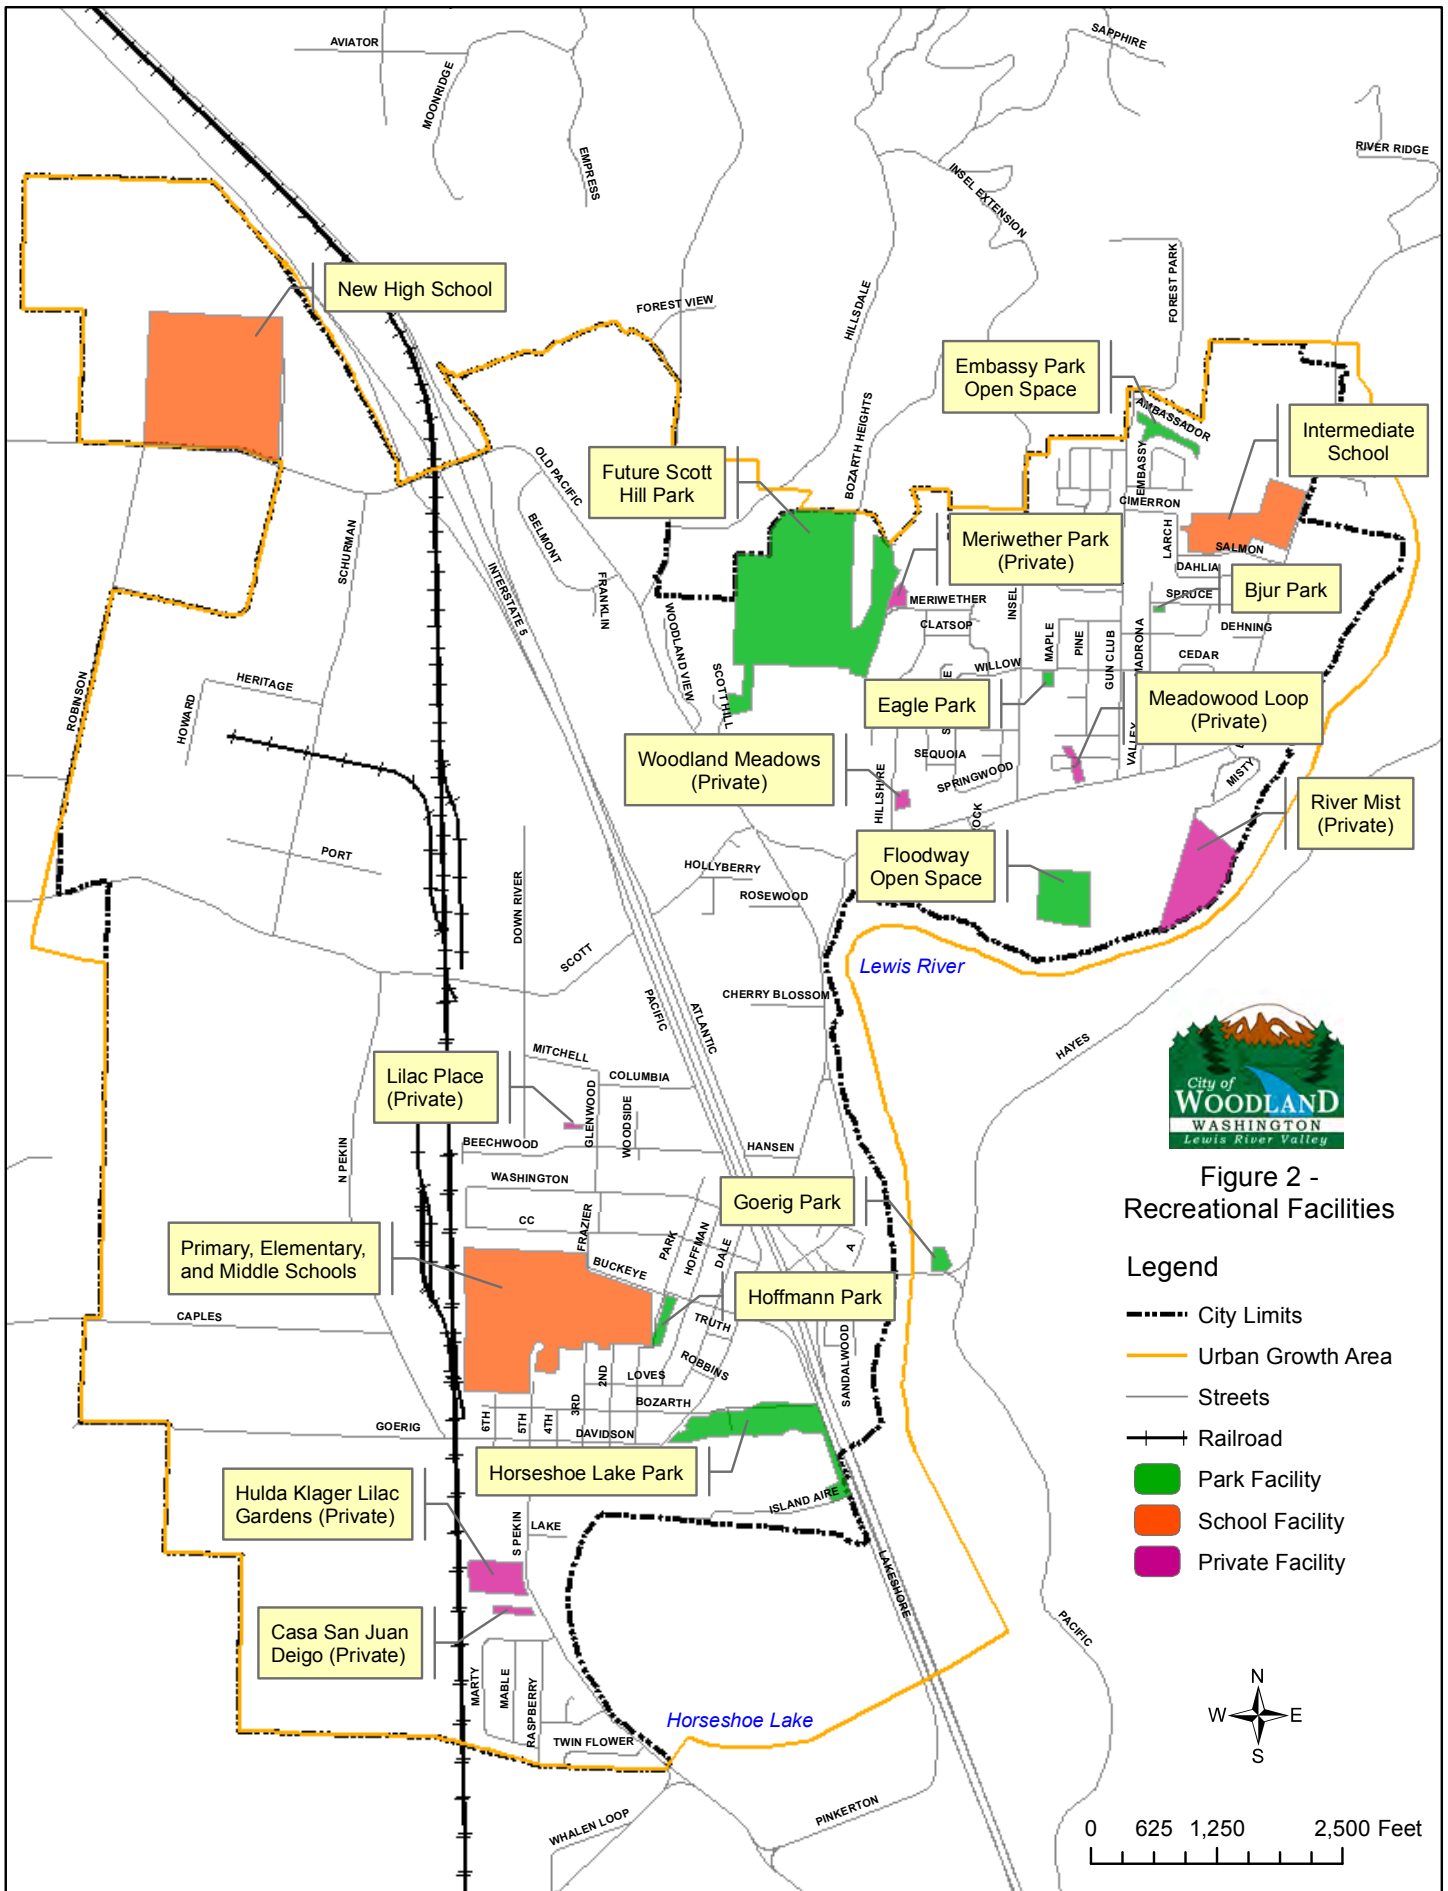 AVIATOR
MOONRIDGE
EMPRESS
SAPPHIRE
RIVER RIDGE
INSEL EXTENSION
FOREST PARK
HILLSDALE
FOREST VIEW
New High School
Embassy Park
Open Space
AMBASSADOR
Intermediate
School
BOZARTH HEIGHTS
OLD PACIFIC
Future Scott
Hill Park
EMBASSY
CIMERRON
BELMONT
SCHURMAN
Meriwether Park
(Private)
LARCH
SALMON
DAHLIA
INTERSTATE 5
FRANKLIN
Bjur Park
SPRUCE
MERIWETHER
INSEL
CLATSOP
DEHNING
WOODLAND VIEW
MAPLE
PINE
GUN CLUB
MADRONA
CEDAR
WILLOW
ROBINSON
HERITAGE
HOWARD
SCOTT HILL
Eagle Park
Meadowood Loop
(Private)
Woodland Meadows
(Private)
SEQUOIA
VALLEY
SPRINGWOOD
MISTY
HILLSHIRE
River Mist
(Private)
PORT
Floodway
Open Space
HOLLYBERRY
ROSEWOOD
DOWN RIVER
SCOTT
Lewis River
CHERRY BLOSSOM
PACIFIC
ATLANTIC
HAYES
City of
WOODLAND
WASHINGTON
Lewis River Valley
MITCHELL
COLUMBIA
Lilac Place
(Private)
GLENWOOD
WOODSIDE
BEECHWOOD
HANSEN
N PEKIN
WASHINGTON
Figure 2 -
Recreational Facilities
Goerig Park
CC
FRAZIER
PARK
HOFFMAN
DALE
A
Primary, Elementary,
and Middle Schools
BUCKEYE
Hoffmann Park
Legend
City Limits
CAPLES
TRUTH
SANDALWOOD
Urban Growth Area
ROBBINS
2ND
LOVES
Streets
BOZARTH
3RD
6TH
5TH
4TH
GOERIG
DAVIDSON
Railroad
Horseshoe Lake Park
Park Facility
Hulda Klager Lilac
Gardens (Private)
ISLAND AIRE
School Facility
S PEKIN
LAKE
Private Facility
LAKESHORE
Casa San Juan
Deigo (Private)
PACIFIC
MARTY
MABLE
RASPBERRY
Horseshoe Lake
TWIN FLOWER
N
W
E
S
WHALEN LOOP
PINKERTON
0 625 1,250 2,500 Feet